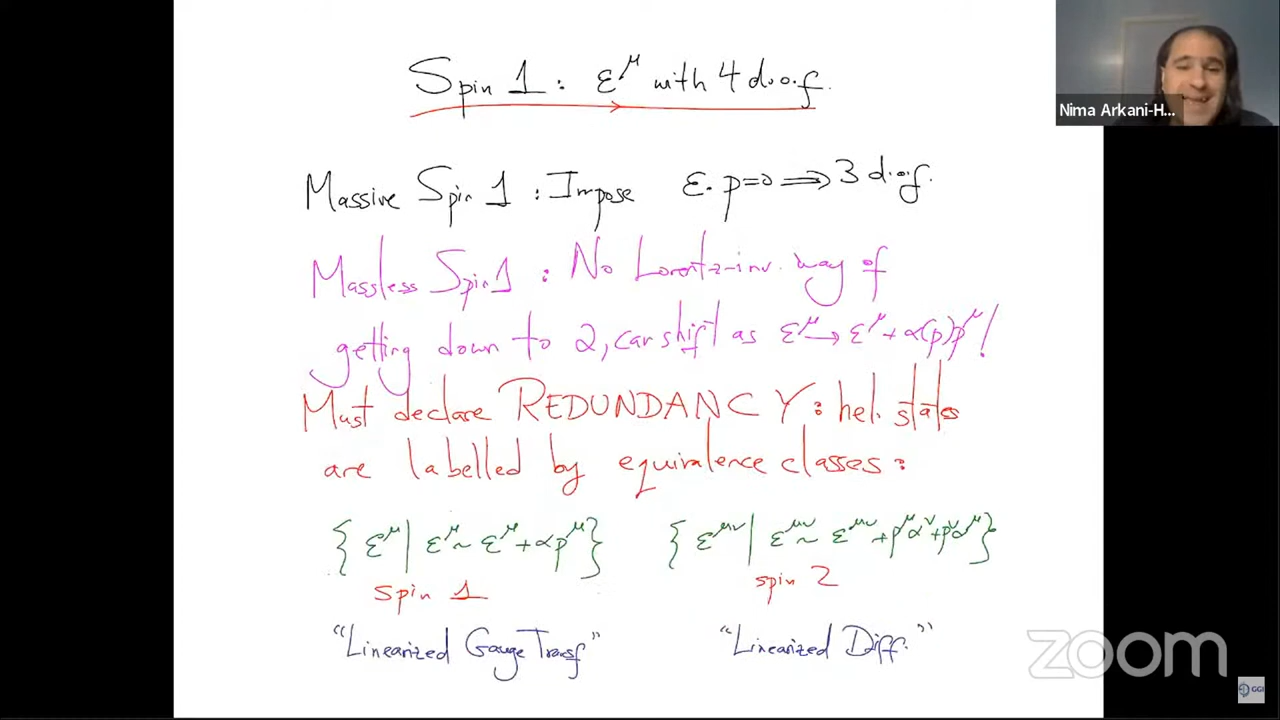 Spin 1 : ε^μ with 4 d.o.f.
Nima Arkani-H...
Massive Spin 1 : Impose ε.p=0 ⟹ 3 d.o.f.
Massless Spin 1 : No Lorentz-inv. way of
getting down to 2, can shift as ε^μ → ε^μ + α(p)p^μ !
Must declare REDUNDANCY : hel. states
are labelled by equivalence classes :
{ ε^μ | ε^μ ~ ε^μ + αp^μ } { ε^μν | ε^μν ~ ε^μν + p^μ α^ν + p^ν α^μ }
spin 1 spin 2
"Linearized Gauge Transf" "Linearized Diff."
zoom
GGI